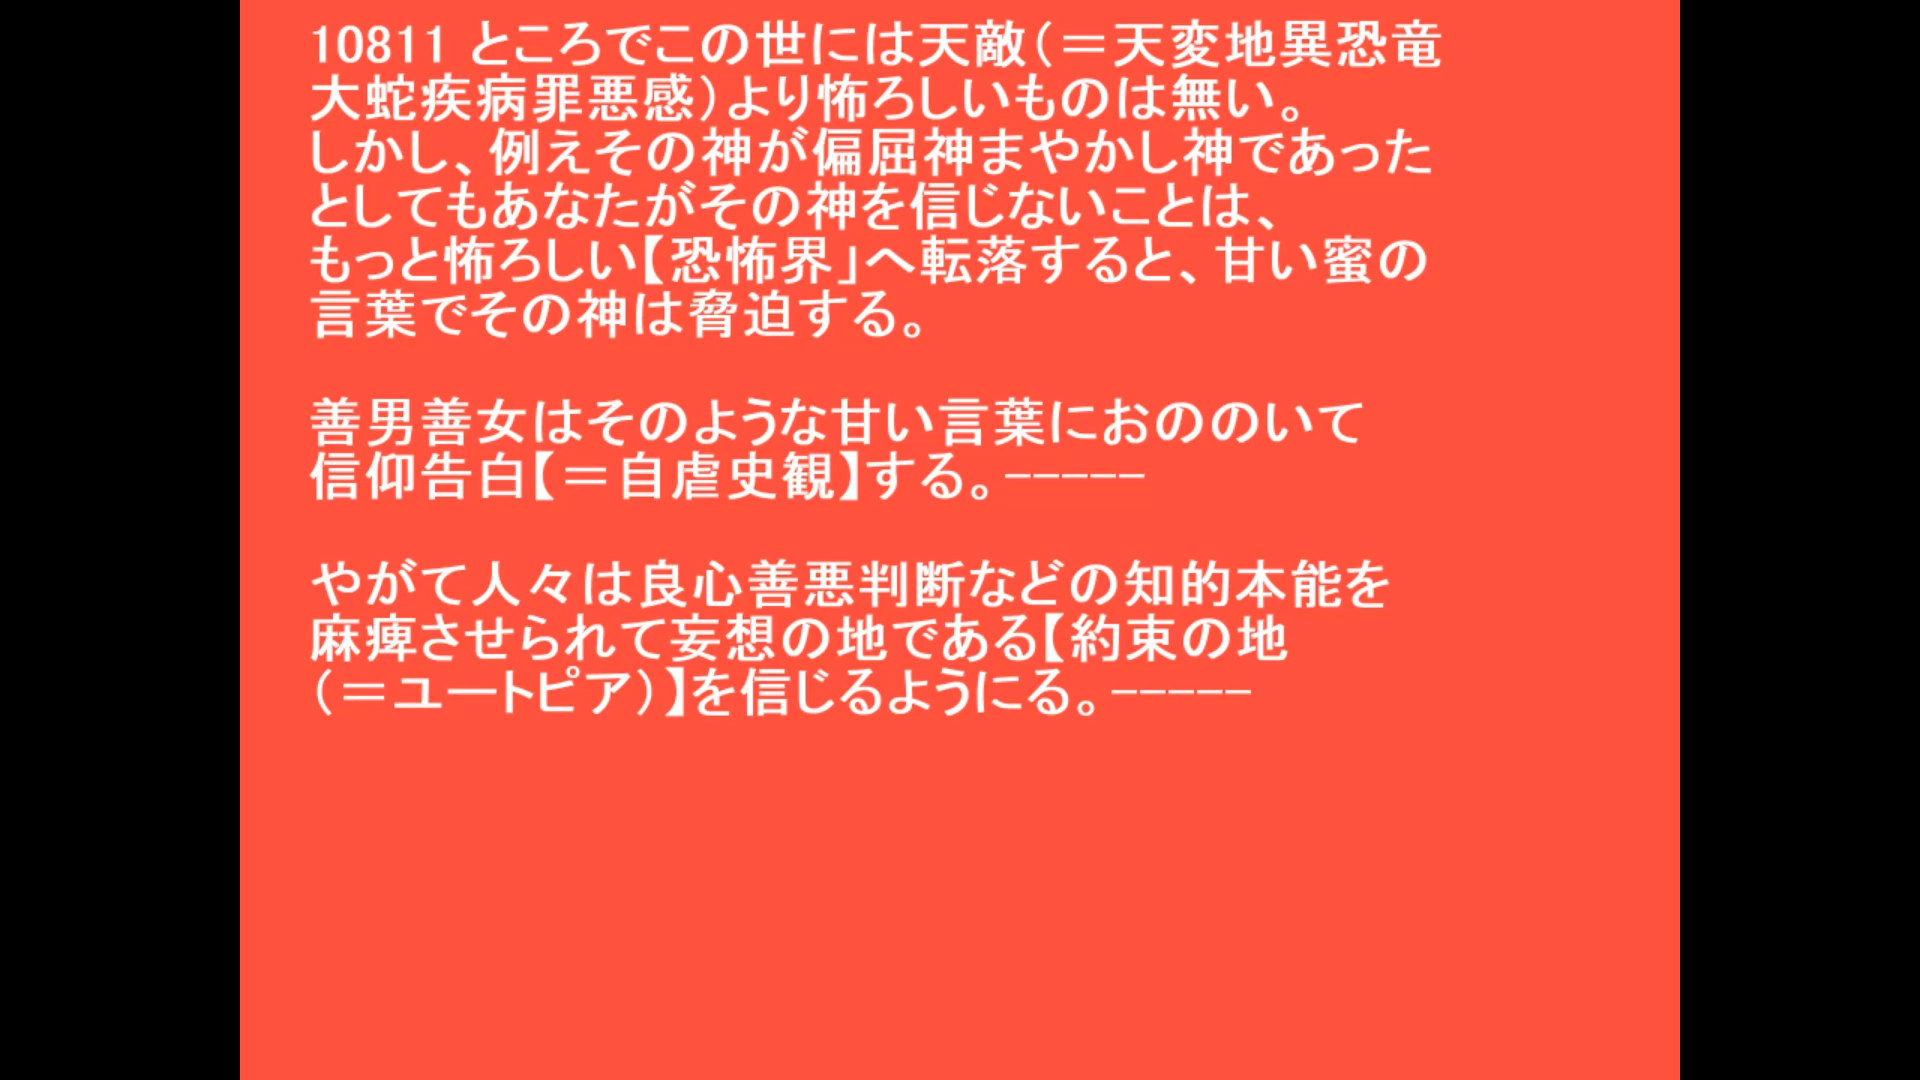 10811 ところでこの世には天敵(＝天変地異恐竜
大蛇疾病罪悪感)より怖ろしいものは無い。
しかし、例えその神が偏屈神まやかし神であった
としてもあなたがその神を信じないことは、
もっと怖ろしい【恐怖界」へ転落すると、甘い蜜の
言葉でその神は脅迫する。
善男善女はそのような甘い言葉におののいて
信仰告白【＝自虐史観】する。-----
やがて人々は良心善悪判断などの知的本能を
麻痺させられて妄想の地である【約束の地
(＝ユートピア)】を信じるようにる。-----